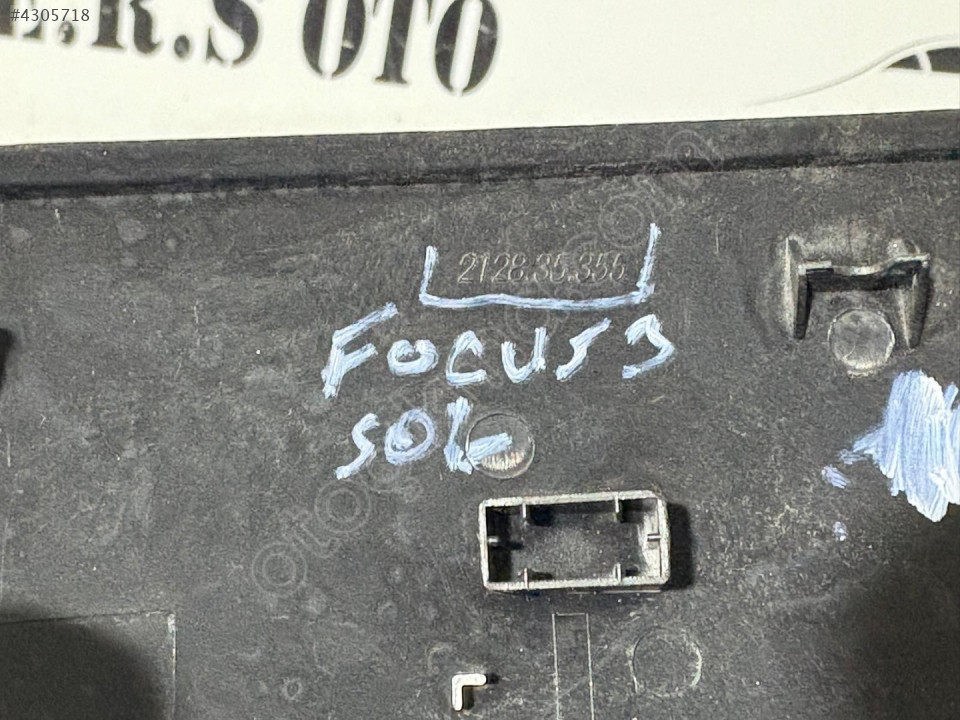 #4305718
E.R.S OTO
2128.35.355
FOCUS 3
SOL